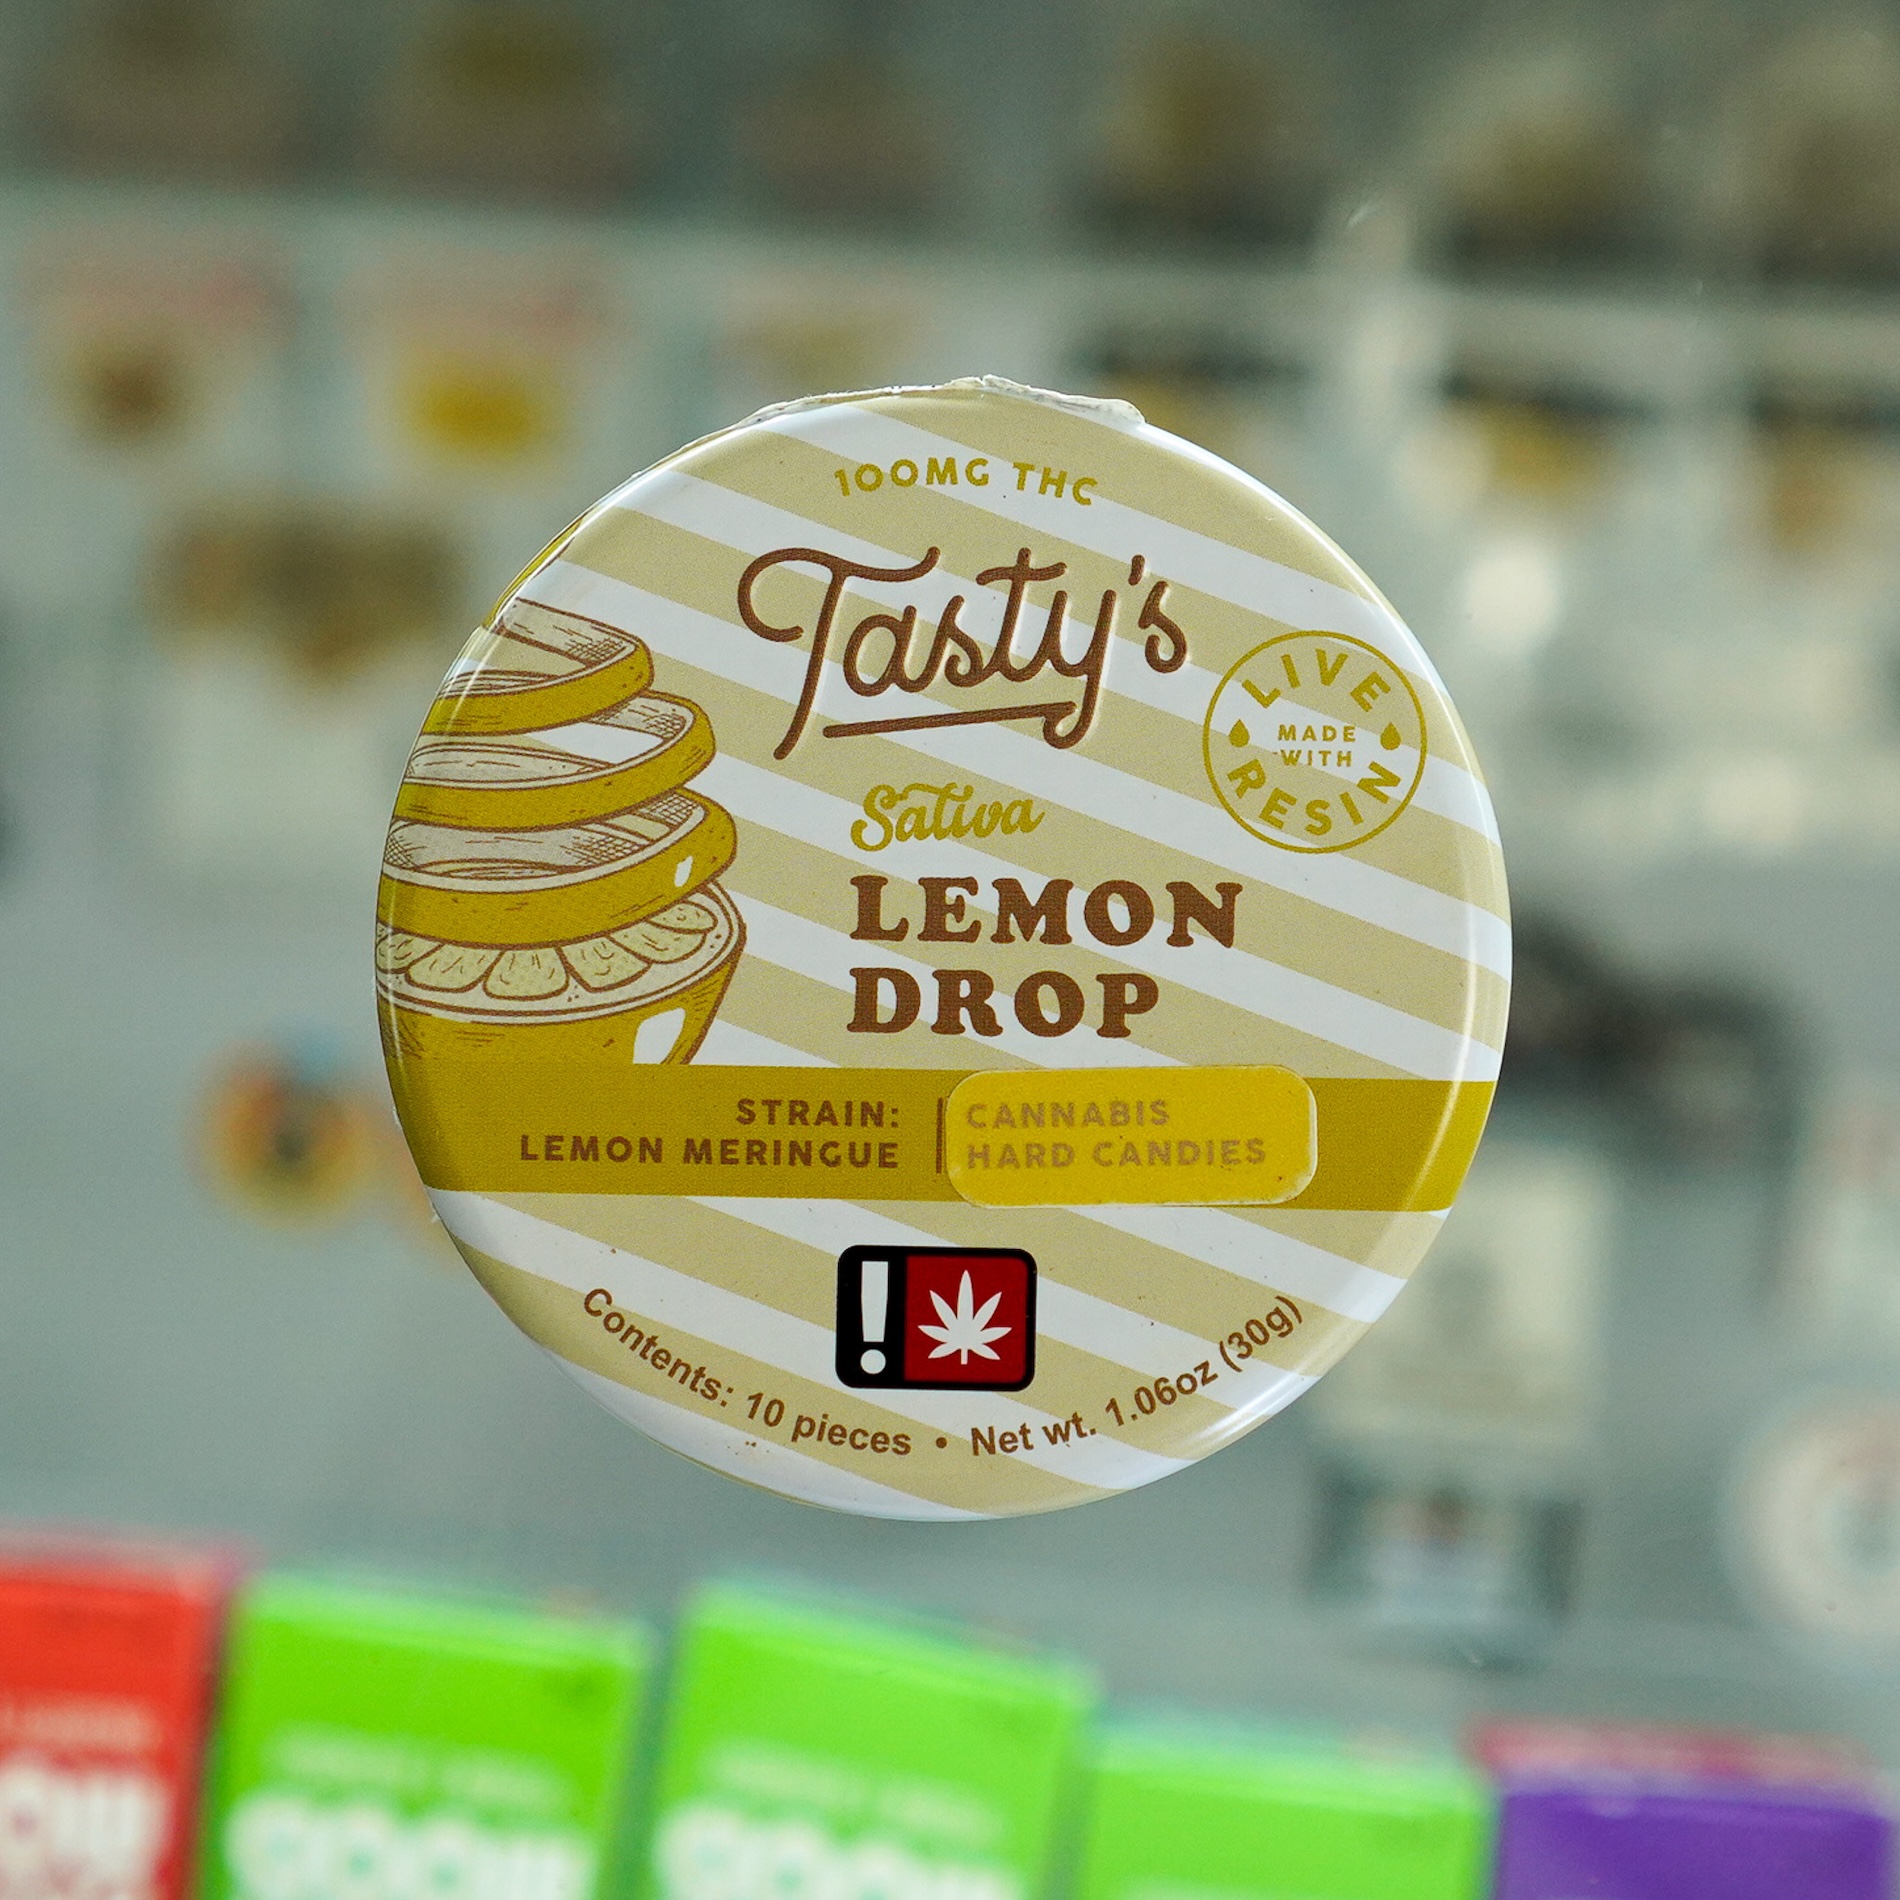 100MG THC
Tasty's
LIVE
MADE
WITH
RESIN
Sativa
LEMON
DROP
STRAIN:
LEMON MERINGUE
CANNABIS
HARD CANDIES
!
Contents: 10 pieces • Net wt. 1.06oz (30g)